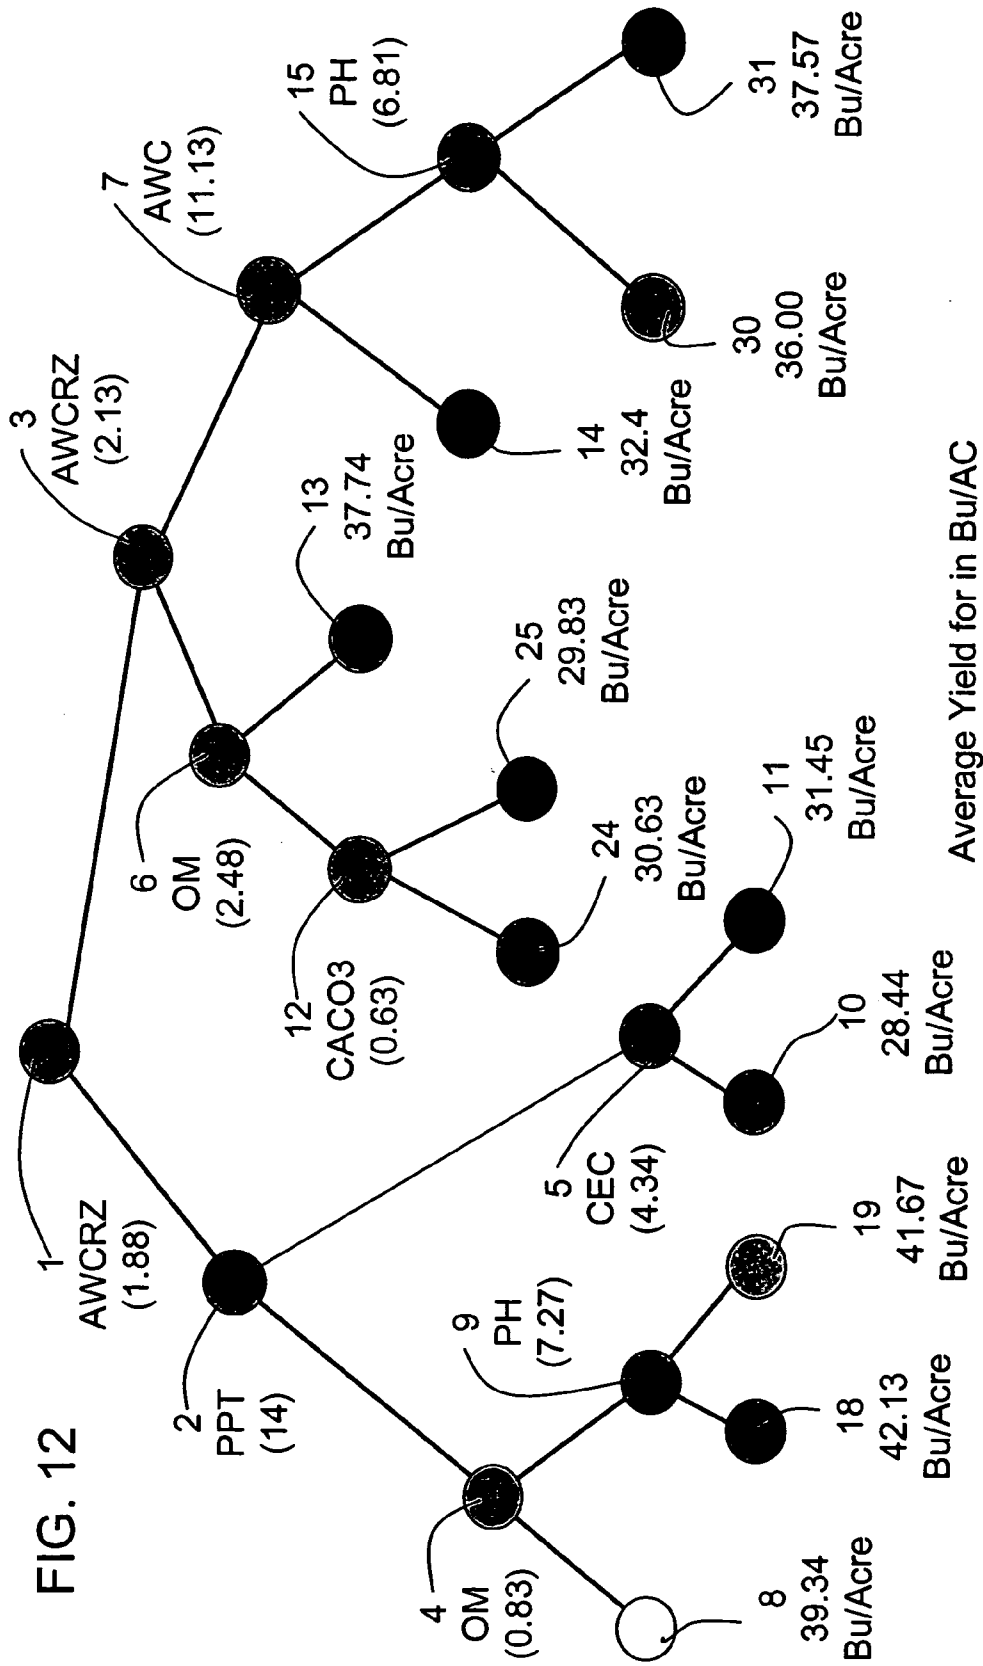 FIG. 12
1
AWCRZ
(1.88)
3
AWCRZ
(2.13)
7
AWC
(11.13)
15
PH
(6.81)
2
PPT
(14)
6
OM
(2.48)
13
37.74
Bu/Acre
12
CACO3
(0.63)
4
OM
(0.83)
9
PH
(7.27)
5
CEC
(4.34)
24
30.63
Bu/Acre
25
29.83
Bu/Acre
14
32.4
Bu/Acre
30
36.00
Bu/Acre
31
37.57
Bu/Acre
8
39.34
Bu/Acre
18
42.13
Bu/Acre
19
41.67
Bu/Acre
10
28.44
Bu/Acre
11
31.45
Bu/Acre
Average Yield for in Bu/AC